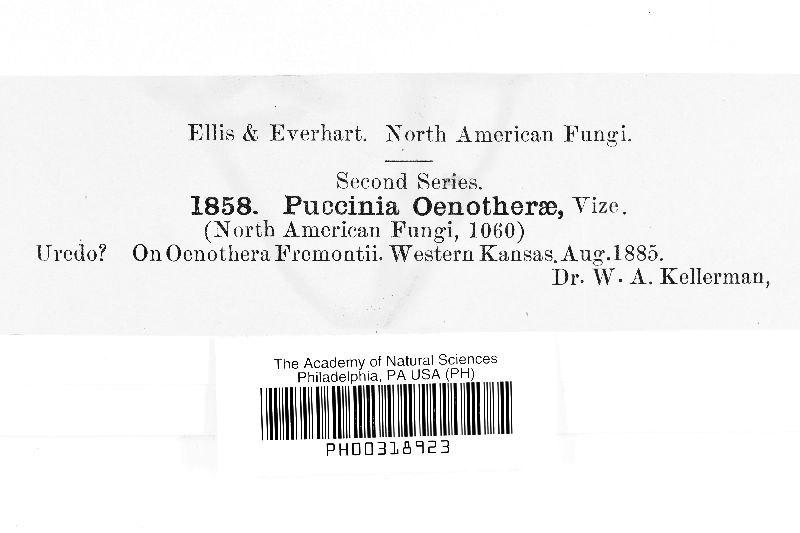 Ellis & Everhart. North American Fungi.
Second Series.
1858. Puccinia Oenotheræ, Vize.
(North American Fungi, 1060)
Uredo? On Oenothera Fremontii. Western Kansas. Aug. 1885.
Dr. W. A. Kellerman,
The Academy of Natural Sciences
Philadelphia, PA USA (PH)
PH00318923